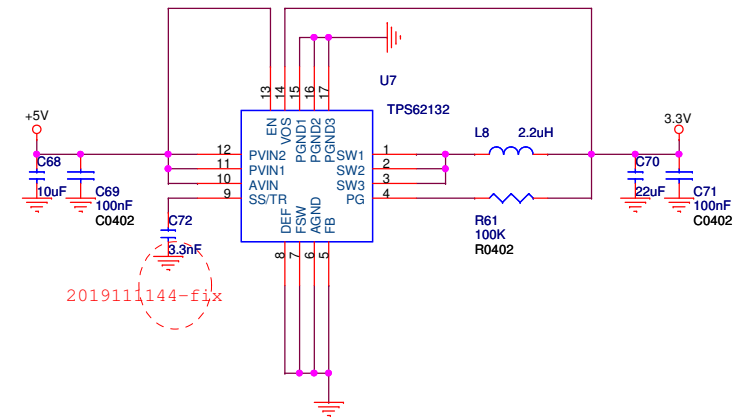 U7
TPS62132
+5V
C68
10uF
C69
100nF
C0402
C72
3.3nF
2019111144-fix
13
14
15
16
17
EN
VOS
PGND1
PGND2
PGND3
12
11
10
9
PVIN2
PVIN1
AVIN
SS/TR
SW1
SW2
SW3
PG
1
2
3
4
DEF
FSW
AGND
FB
8
7
6
5
L8 2.2uH
R61
100K
R0402
3.3V
C70
22uF
C71
100nF
C0402